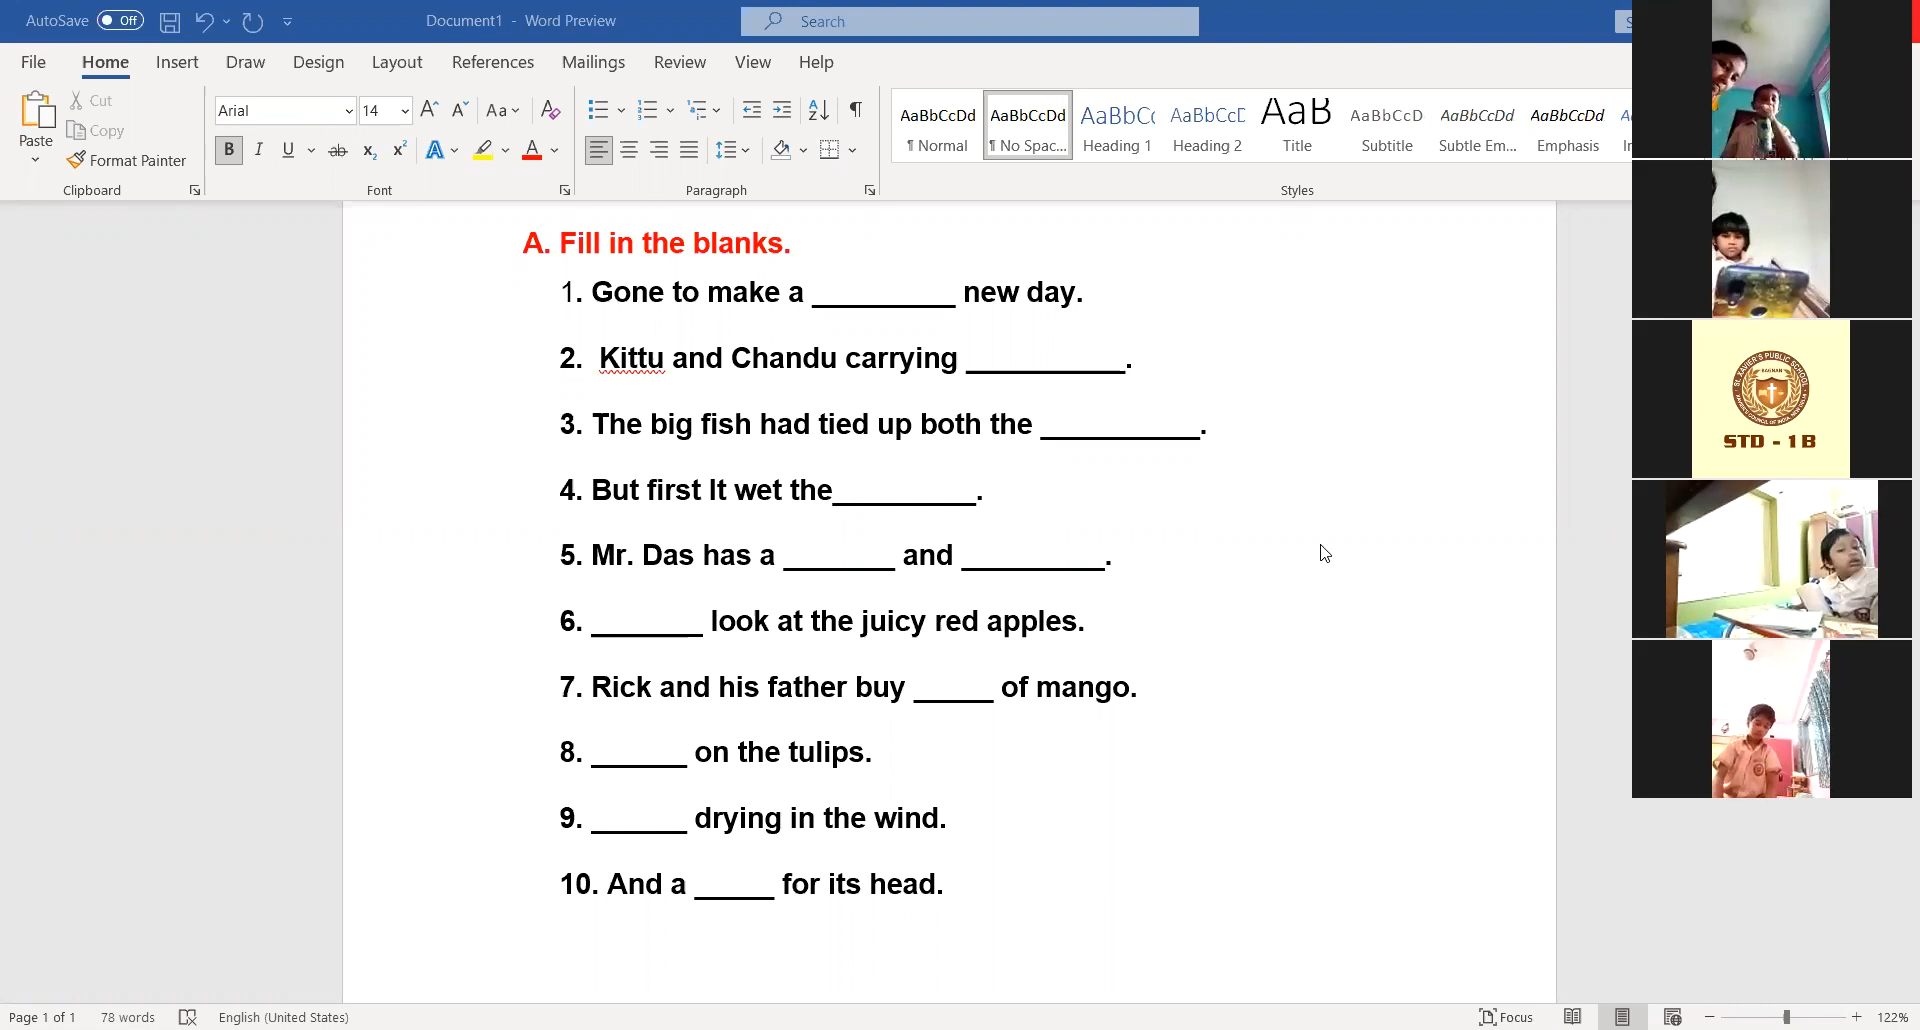 AutoSave Off Document1 - Word Preview Search
File Home Insert Draw Design Layout References Mailings Review View Help
Paste Cut Copy Format Painter
Arial 14
AaBbCcDd AaBbCcDd AaBbC AaBbCcD AaB AaBbCcD AaBbCcDd AaBbCcDd
¶ Normal ¶ No Spac... Heading 1 Heading 2 Title Subtitle Subtle Em... Emphasis
Clipboard Font Paragraph Styles
A. Fill in the blanks.
1. Gone to make a _________ new day.
2. Kittu and Chandu carrying __________.
3. The big fish had tied up both the __________.
4. But first It wet the_________.
5. Mr. Das has a _______ and _________.
6. _______ look at the juicy red apples.
7. Rick and his father buy _____ of mango.
8. ______ on the tulips.
9. ______ drying in the wind.
10. And a _____ for its head.
ST. XAVIER'S PUBLIC SCHOOL
BAGNAN
STD - 1 B
Page 1 of 1 78 words English (United States) Focus 122%